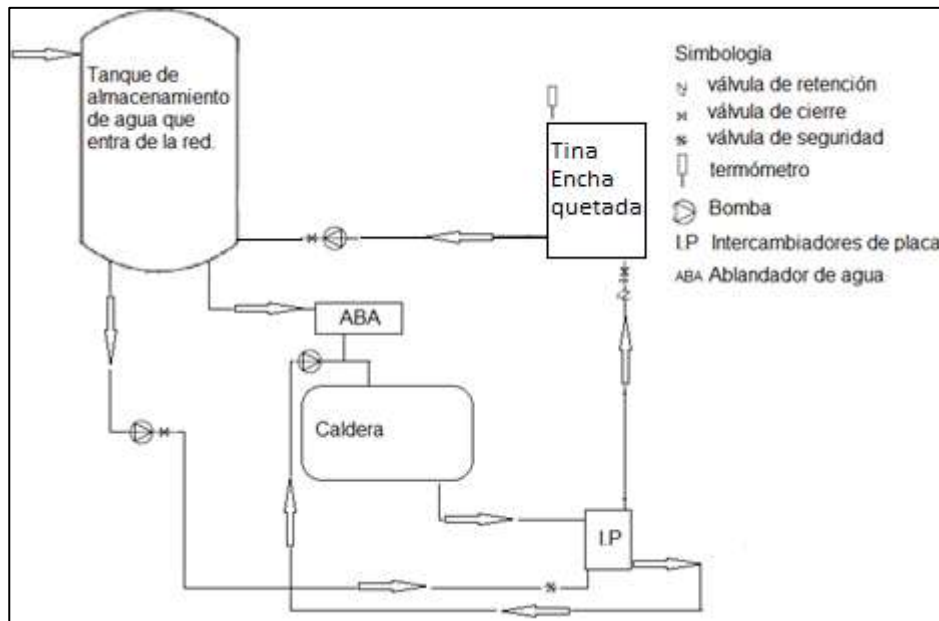 Tanque de
almacenamiento
de agua que
entra de la red.
Tina
Encha
quetada
ABA
Caldera
I.P
Simbología
válvula de retención
válvula de cierre
válvula de seguridad
termómetro
Bomba
I.P Intercambiadores de placa
ABA Ablandador de agua